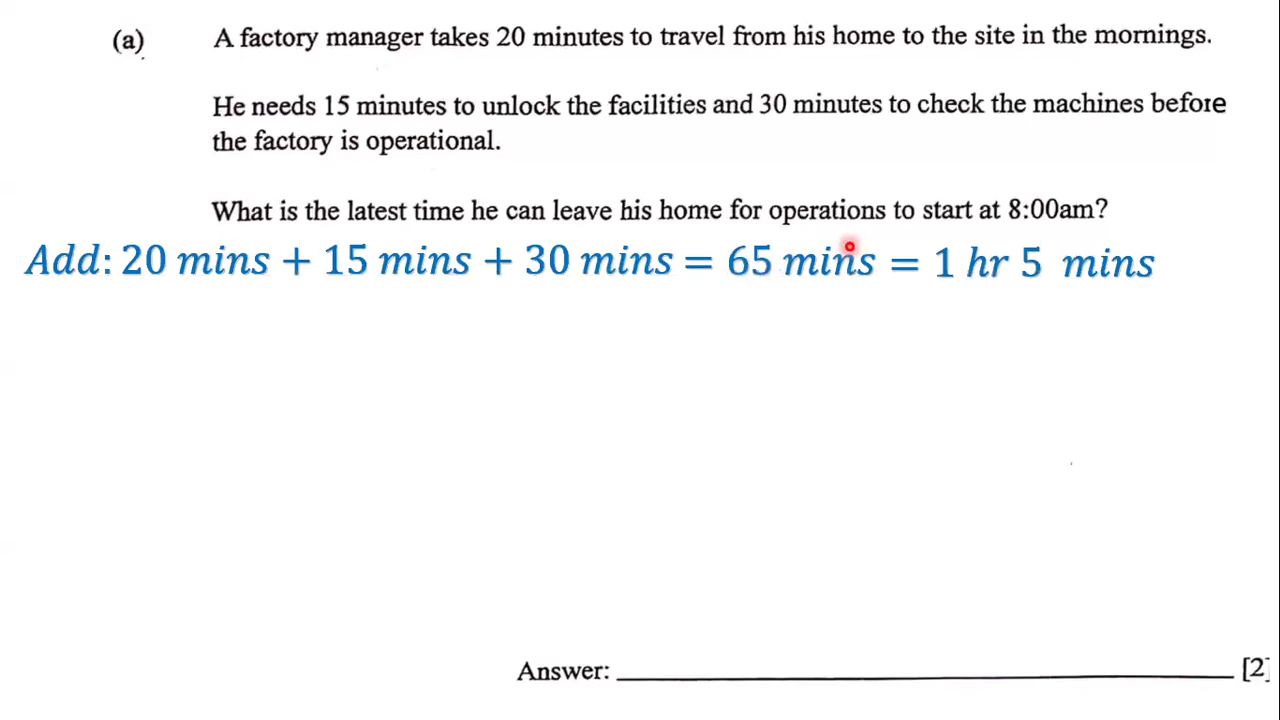 (a) A factory manager takes 20 minutes to travel from his home to the site in the mornings.
He needs 15 minutes to unlock the facilities and 30 minutes to check the machines before
the factory is operational.
What is the latest time he can leave his home for operations to start at 8:00am?
Add: 20 mins + 15 mins + 30 mins = 65 mins = 1 hr 5 mins
Answer: ______________________ [2]